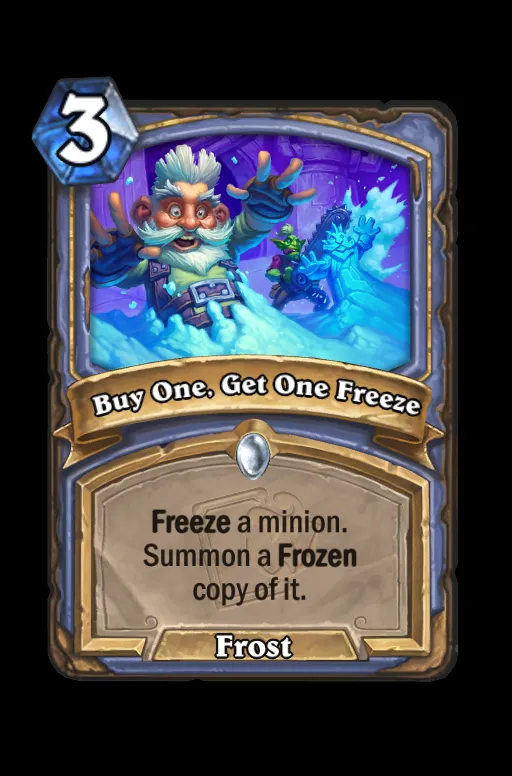 3
Buy One, Get One Freeze
Freeze a minion.
Summon a Frozen
copy of it.
Frost